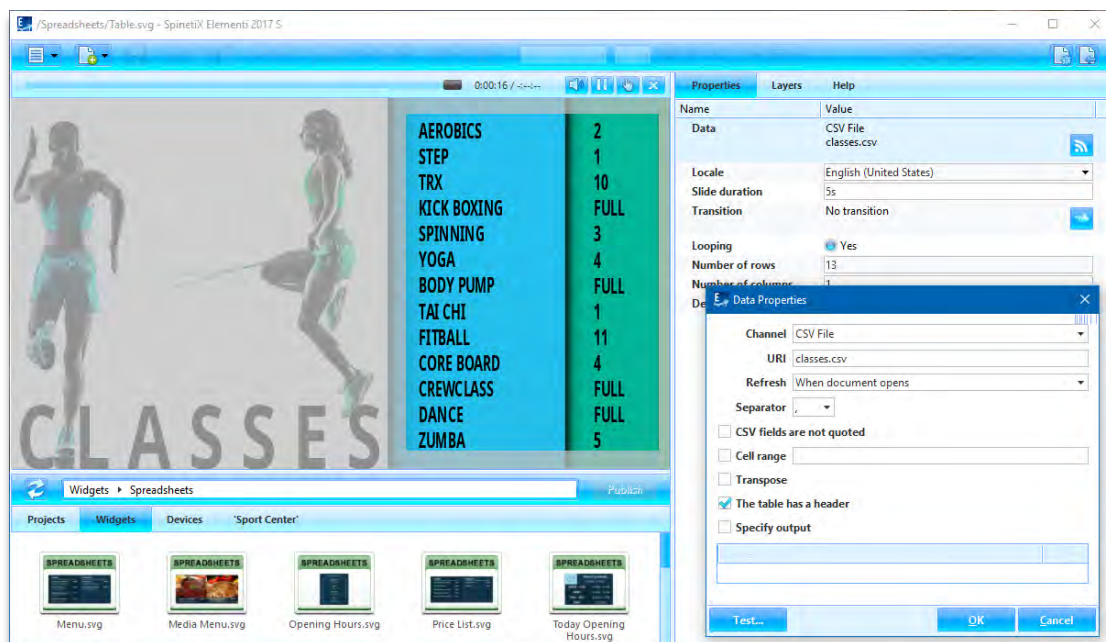 /Spreadsheets/Table.svg - SpinetiX Elementi 2017 S
0:00:16 / -:--:--
Properties Layers Help
Name Value
Data CSV File
classes.csv
Locale English (United States)
Slide duration 5s
Transition No transition
Looping Yes
Number of rows 13
Number of columns 1
De
AEROBICS 2
STEP 1
TRX 10
KICK BOXING FULL
SPINNING 3
YOGA 4
BODY PUMP FULL
TAI CHI 1
FITBALL 11
CORE BOARD 4
CREWCLASS FULL
DANCE FULL
ZUMBA 5
CLASSES
Data Properties
Channel CSV File
URI classes.csv
Refresh When document opens
Separator ,
CSV fields are not quoted
Cell range
Transpose
The table has a header
Specify output
Test... OK Cancel
Widgets Spreadsheets Publish
Projects Widgets Devices 'Sport Center'
SPREADSHEETS SPREADSHEETS SPREADSHEETS SPREADSHEETS SPREADSHEETS
Menu.svg Media Menu.svg Opening Hours.svg Price List.svg Today Opening
Hours.svg